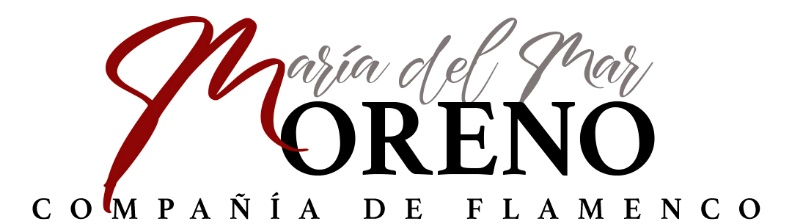 María del Mar
MORENO
COMPAÑÍA DE FLAMENCO